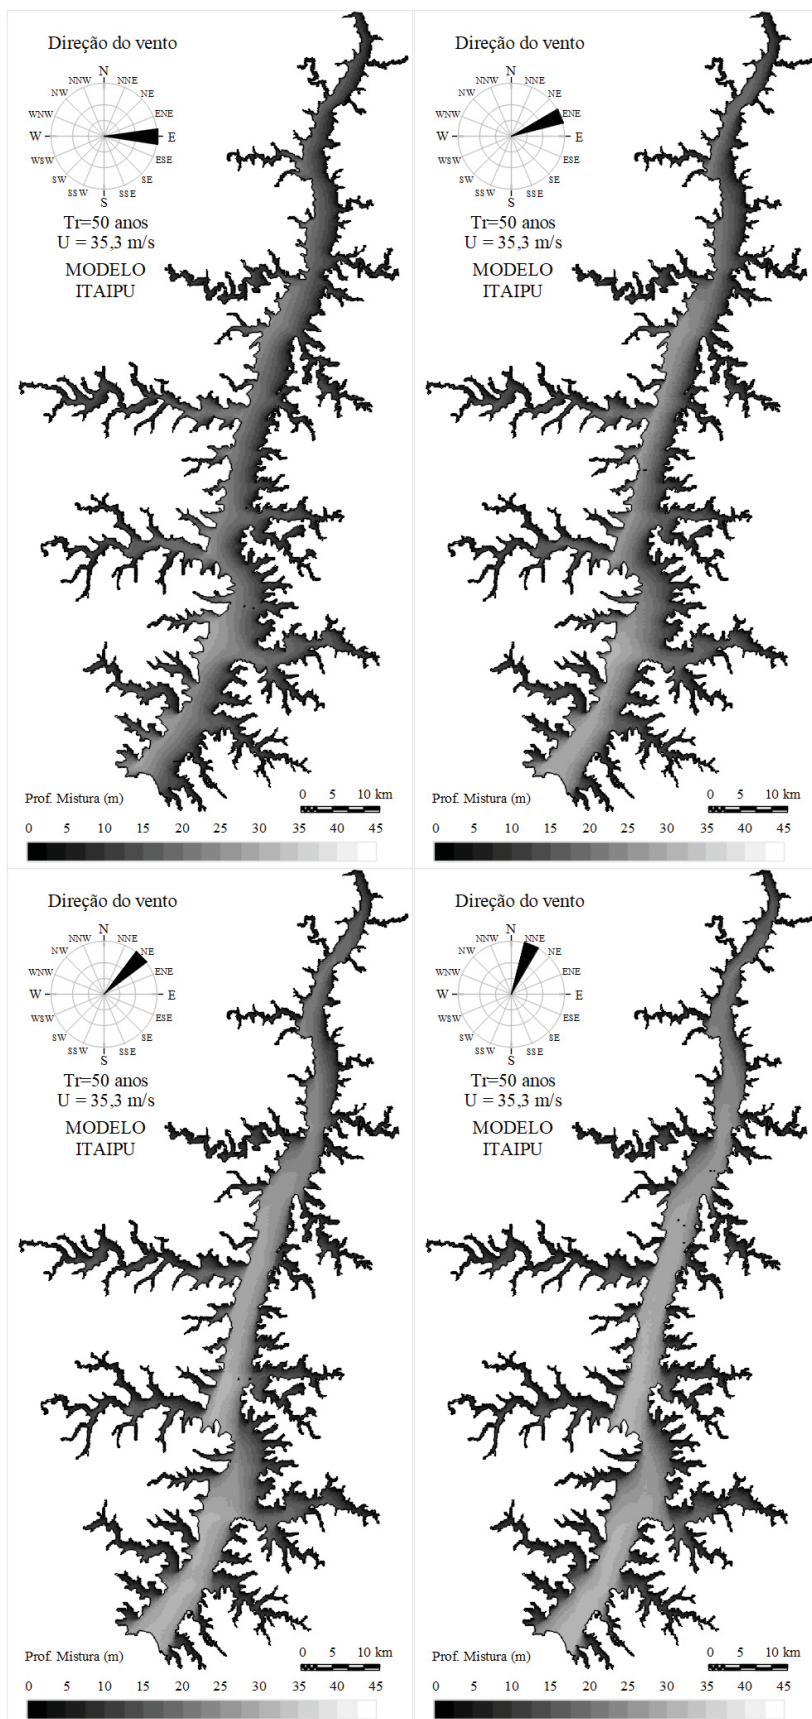 Direção do vento
N
NNW NNE
NW NE
WNW ENE
W E
WSW ESE
SW SE
SSW SSE
S
Tr=50 anos
U = 35,3 m/s
MODELO
ITAIPU
Prof. Mistura (m)
0 5 10 km
0 5 10 15 20 25 30 35 45
Direção do vento
N
NNW NNE
NW NE
WNW ENE
W E
WSW ESE
SW SE
SSW SSE
S
Tr=50 anos
U = 35,3 m/s
MODELO
ITAIPU
Prof. Mistura (m)
0 5 10 km
0 5 10 15 20 25 30 35 45
Direção do vento
N
NNW NNE
NW NE
WNW ENE
W E
WSW ESE
SW SE
SSW SSE
S
Tr=50 anos
U = 35,3 m/s
MODELO
ITAIPU
Prof. Mistura (m)
0 5 10 km
0 5 10 15 20 25 30 35 45
Direção do vento
N
NNW NNE
NW NE
WNW ENE
W E
WSW ESE
SW SE
SSW SSE
S
Tr=50 anos
U = 35,3 m/s
MODELO
ITAIPU
Prof. Mistura (m)
0 5 10 km
0 5 10 15 20 25 30 35 45